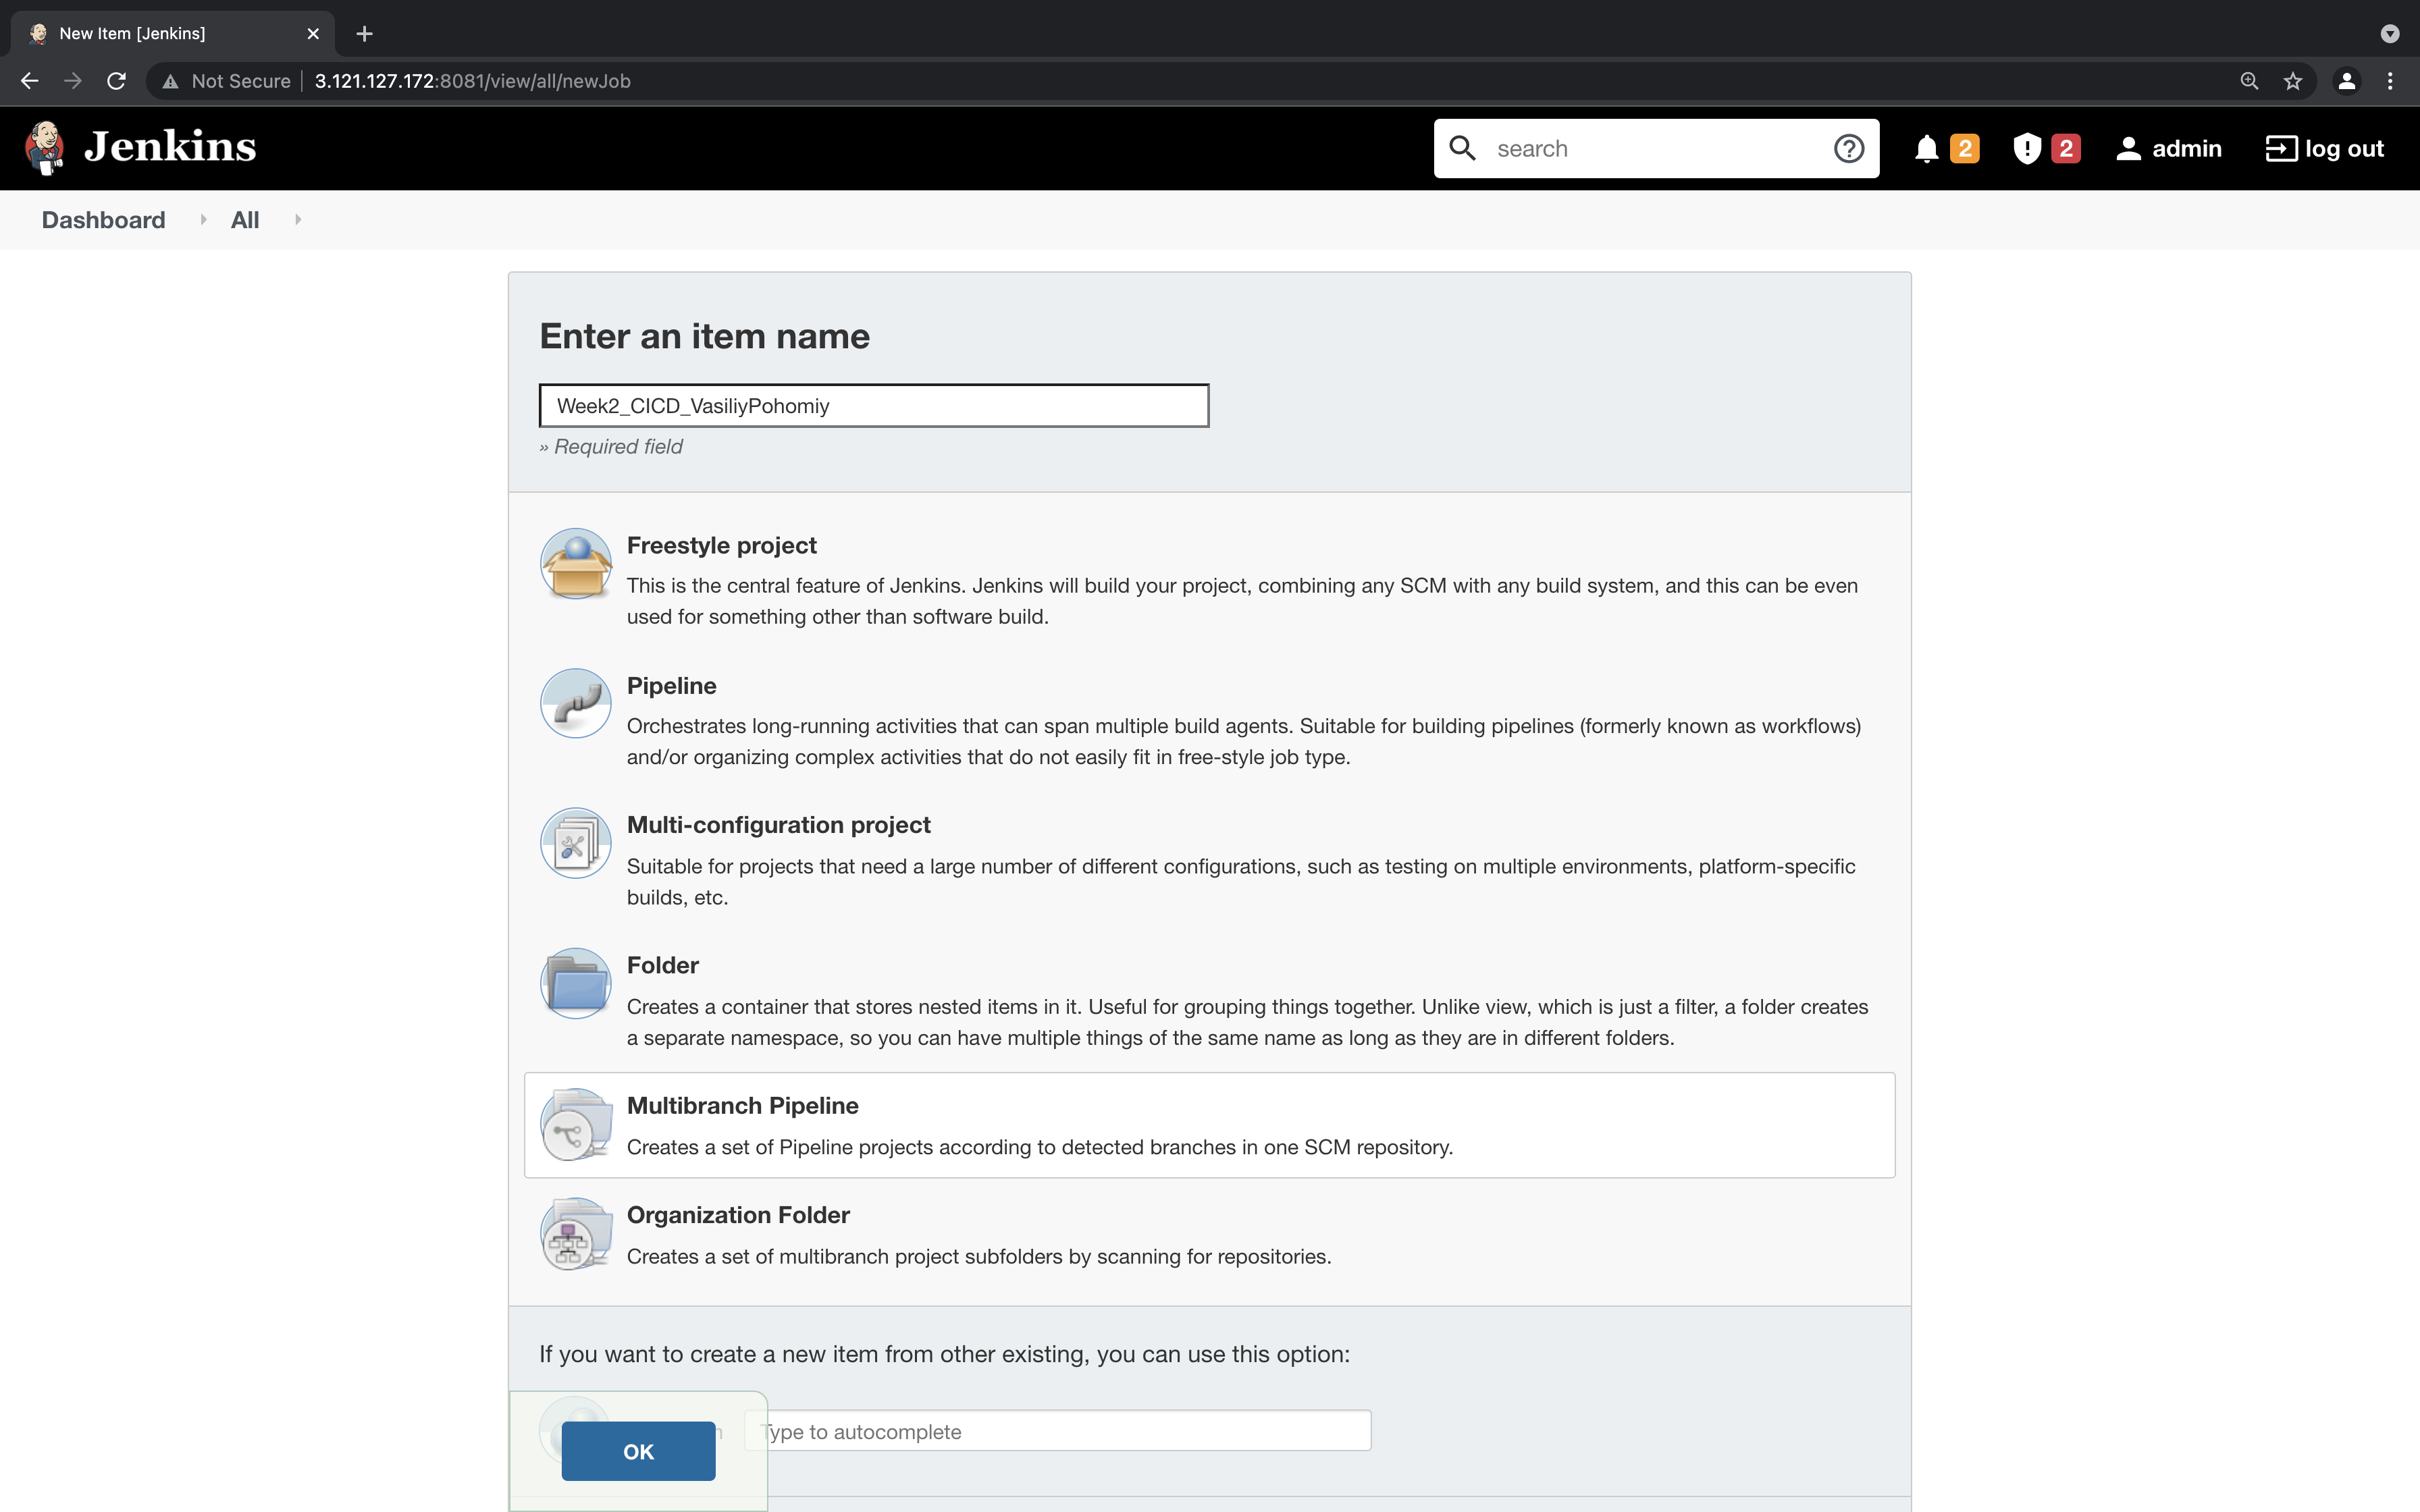 New Item [Jenkins]
Not Secure
3.121.127.172:8081/view/all/newJob
Jenkins
search
2
2
admin
log out
Dashboard
All
Enter an item name
Week2_CICD_VasiliyPohomiy
» Required field
Freestyle project
This is the central feature of Jenkins. Jenkins will build your project, combining any SCM with any build system, and this can be even
used for something other than software build.
Pipeline
Orchestrates long-running activities that can span multiple build agents. Suitable for building pipelines (formerly known as workflows)
and/or organizing complex activities that do not easily fit in free-style job type.
Multi-configuration project
Suitable for projects that need a large number of different configurations, such as testing on multiple environments, platform-specific
builds, etc.
Folder
Creates a container that stores nested items in it. Useful for grouping things together. Unlike view, which is just a filter, a folder creates
a separate namespace, so you can have multiple things of the same name as long as they are in different folders.
Multibranch Pipeline
Creates a set of Pipeline projects according to detected branches in one SCM repository.
Organization Folder
Creates a set of multibranch project subfolders by scanning for repositories.
If you want to create a new item from other existing, you can use this option:
Type to autocomplete
OK